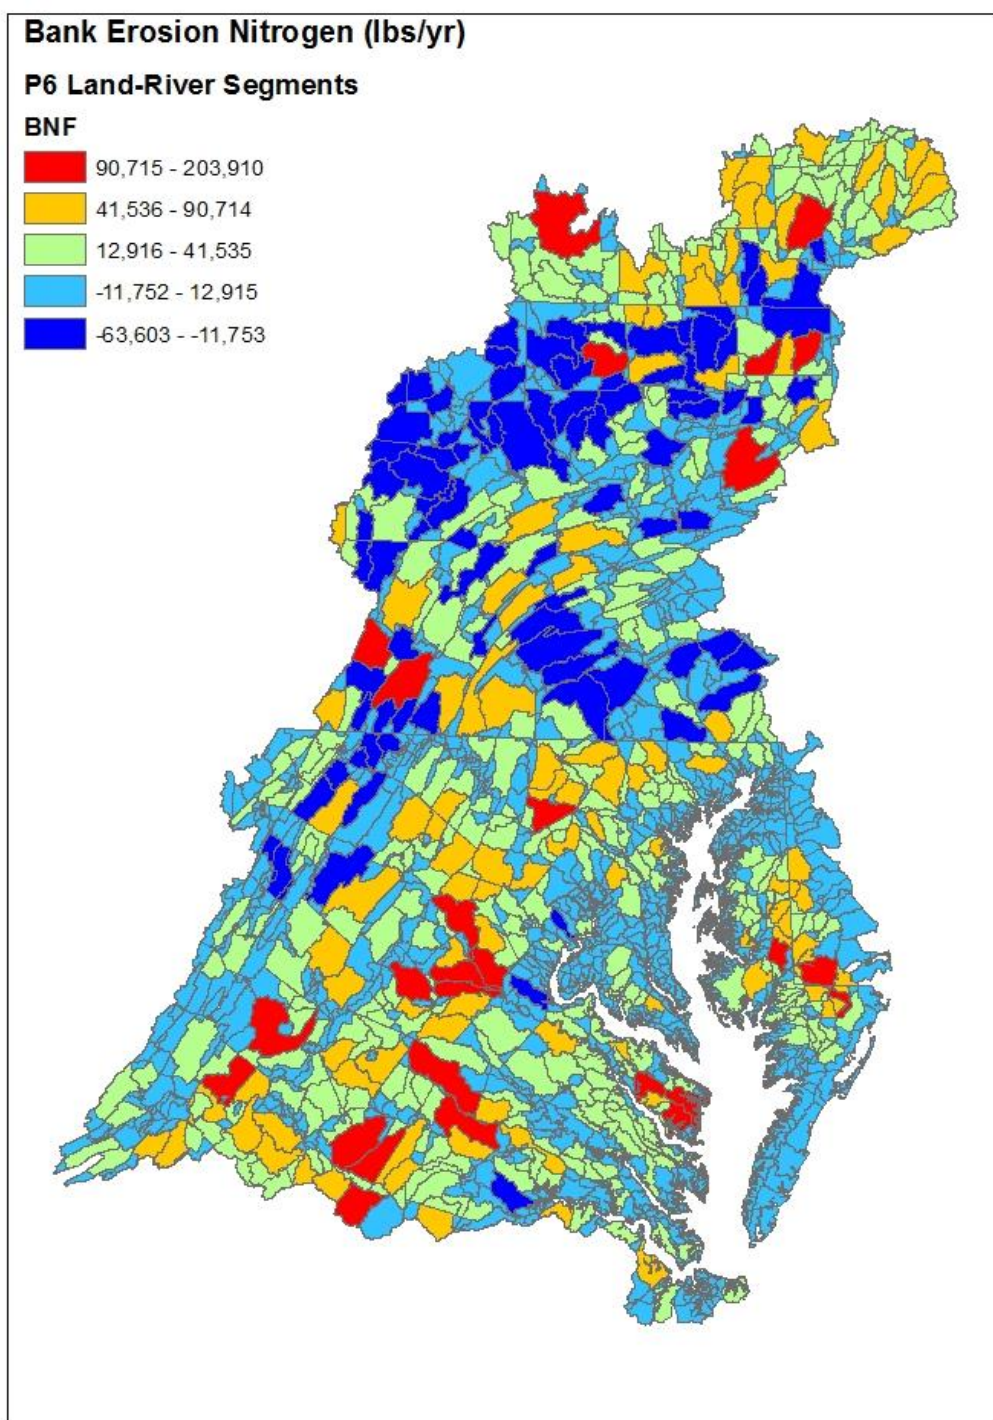 Bank Erosion Nitrogen (lbs/yr)
P6 Land-River Segments
BNF
90,715 - 203,910
41,536 - 90,714
12,916 - 41,535
-11,752 - 12,915
-63,603 - -11,753